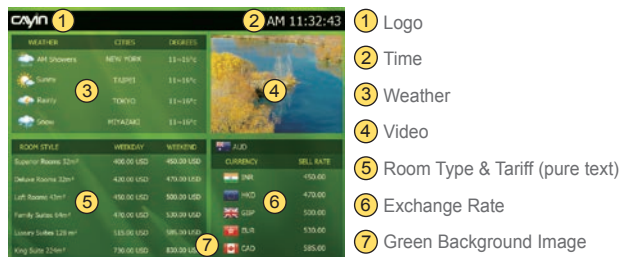 CAYIN 1
2 AM 11:32:43
WEATHER CITIES DEGREES
AM Showers NEW YORK 11~16°c
Sunny TAIPEI 11~16°c
Rainy TOKYO 11~16°c
Snow MIYAZAKI 11~16°c
3
4
ROOM STYLE WEEKDAY WEEKEND
Superior Rooms 32m² 400.00 USD 450.00 USD
Deluxe Rooms 32m² 420.00 USD 470.00 USD
Loft Rooms 41m² 450.00 USD 500.00 USD
Family Suites 64m² 470.00 USD 530.00 USD
Luxury Suites 128 m² 515.00 USD 585.00 USD
King Suite 224m² 730.00 USD 830.00 USD
5
AUD
CURRENCY SELL RATE
INR 450.00
HKD 470.00
GBP 500.00
EUR 530.00
CAD 585.00
6
7
1 Logo
2 Time
3 Weather
4 Video
5 Room Type & Tariff (pure text)
6 Exchange Rate
7 Green Background Image